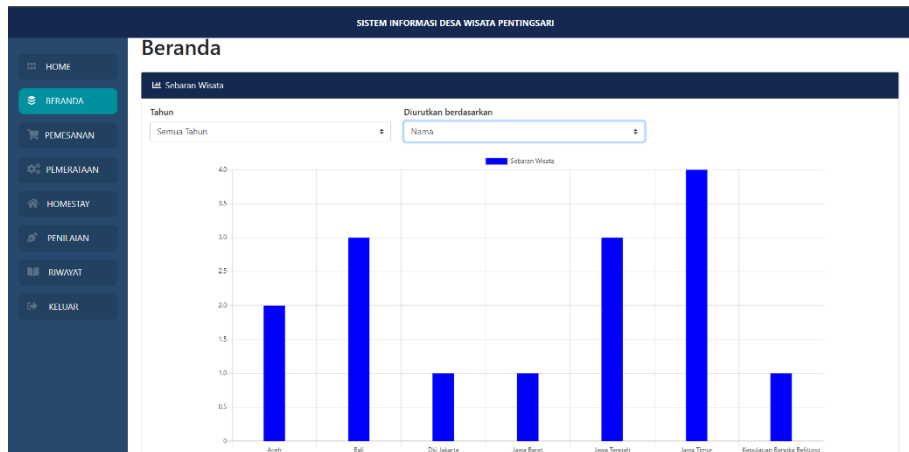 SISTEM INFORMASI DESA WISATA PENTINGSARI
HOME
BERANDA
PEMESANAN
PEMERATAAN
HOMESTAY
PENILAIAN
RIWAYAT
KELUAR
Beranda
Sebaran Wisata
Tahun
Semua Tahun
Diurutkan berdasarkan
Nama
Sebaran Wisata
4.0
3.5
3.0
2.5
2.0
1.5
1.0
0.5
0
Aceh Bali Dki Jakarta Jawa Barat Jawa Tengah Jawa Timur Kepulauan Bangka Belitung